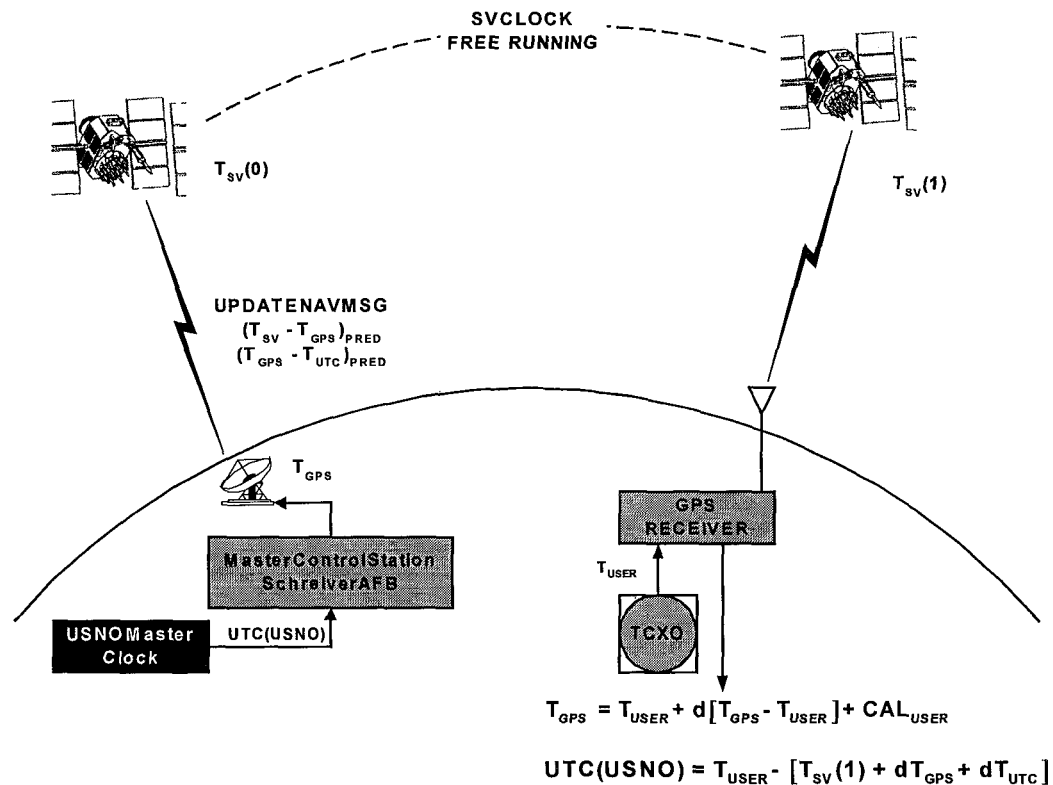 SVCLOCK
FREE RUNNING
T_SV(0)
T_SV(1)
UPDATENAVMSG
(T_SV - T_GPS)_PRED
(T_GPS - T_UTC)_PRED
T_GPS
MasterControlStation
SchreiverAFB
USNOMaster
Clock
UTC(USNO)
GPS
RECEIVER
T_USER
TCXO
T_GPS = T_USER + d[T_GPS - T_USER] + CAL_USER
UTC(USNO) = T_USER - [T_SV(1) + dT_GPS + dT_UTC]